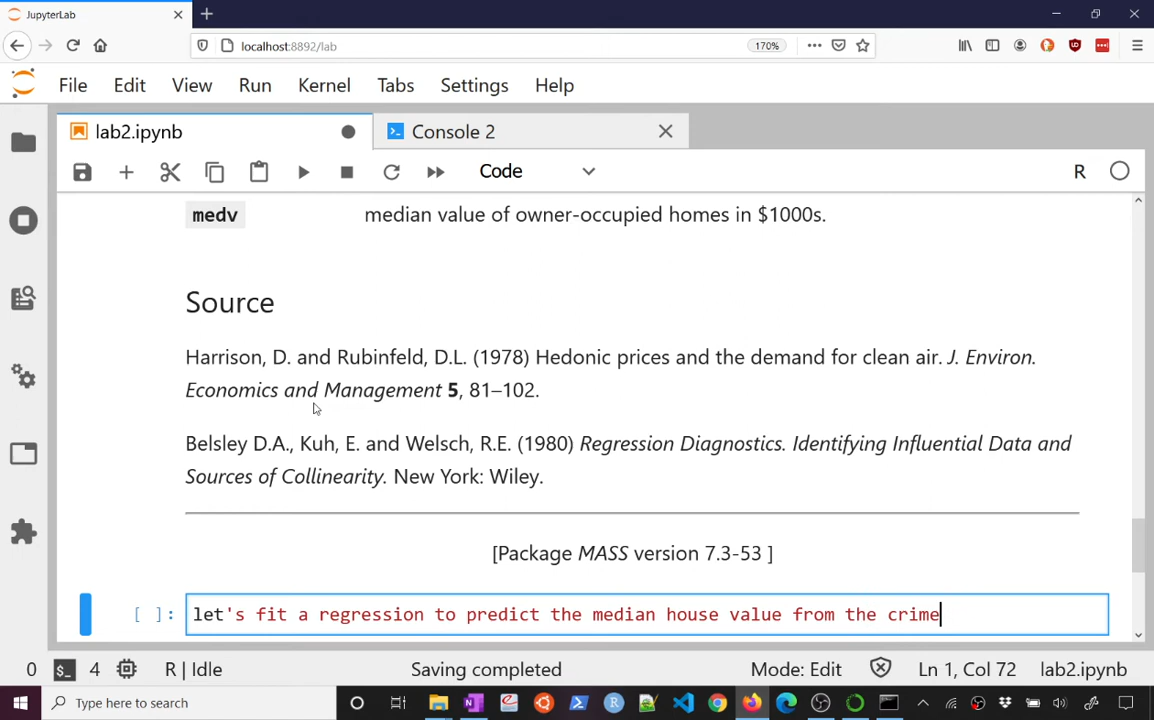 JupyterLab
localhost:8892/lab
170%
File Edit View Run Kernel Tabs Settings Help
lab2.ipynb
Console 2
Code
R
medv median value of owner-occupied homes in $1000s.
Source
Harrison, D. and Rubinfeld, D.L. (1978) Hedonic prices and the demand for clean air. J. Environ.
Economics and Management 5, 81–102.
Belsley D.A., Kuh, E. and Welsch, R.E. (1980) Regression Diagnostics. Identifying Influential Data and
Sources of Collinearity. New York: Wiley.
[Package MASS version 7.3-53 ]
[ ]: let's fit a regression to predict the median house value from the crime
0 $_ 4 R | Idle Saving completed Mode: Edit Ln 1, Col 72 lab2.ipynb
Type here to search